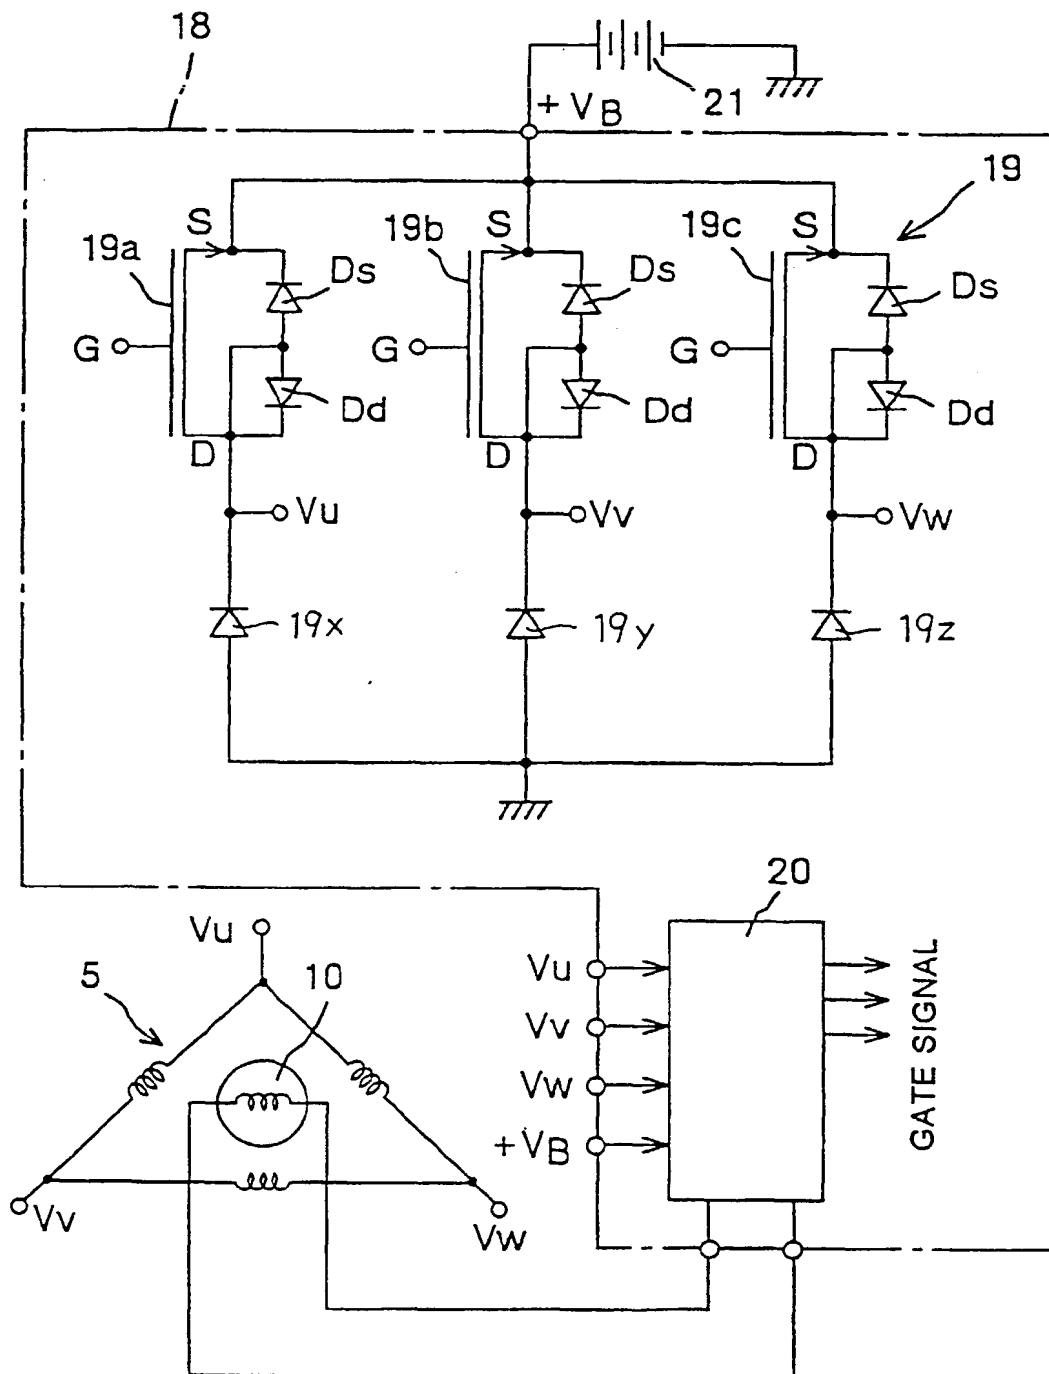 18
21
+ VB
19
S
S
S
19a
19b
19c
Ds
Ds
Ds
G
G
G
Dd
Dd
Dd
D
D
D
Vu
Vv
Vw
19x
19y
19z
20
Vu
5
10
Vu
Vv
Vw
+ VB
GATE SIGNAL
Vv
Vw